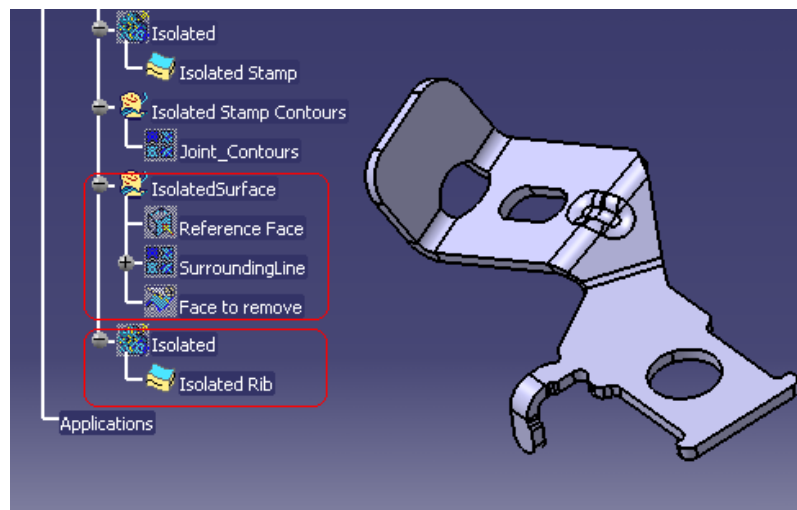 Isolated
Isolated Stamp
Isolated Stamp Contours
Joint_Contours
IsolatedSurface
Reference Face
SurroundingLine
Face to remove
Isolated
Isolated Rib
Applications